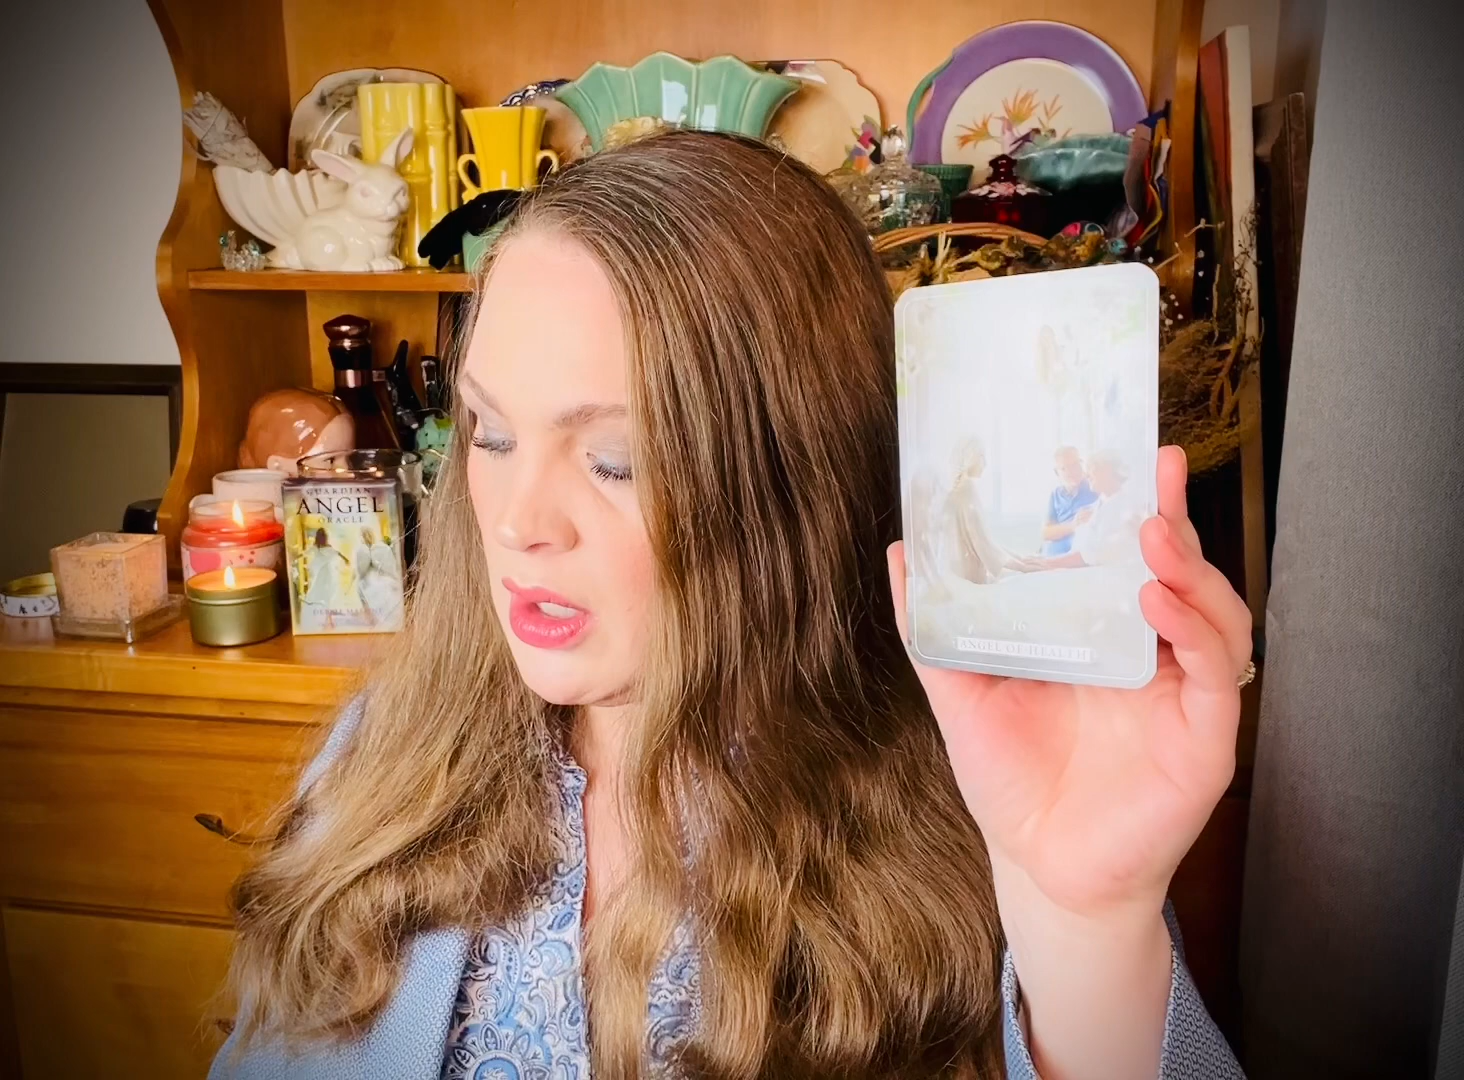 GUARDIAN
ANGEL
ORACLE
16
ANGEL OF HEALTH